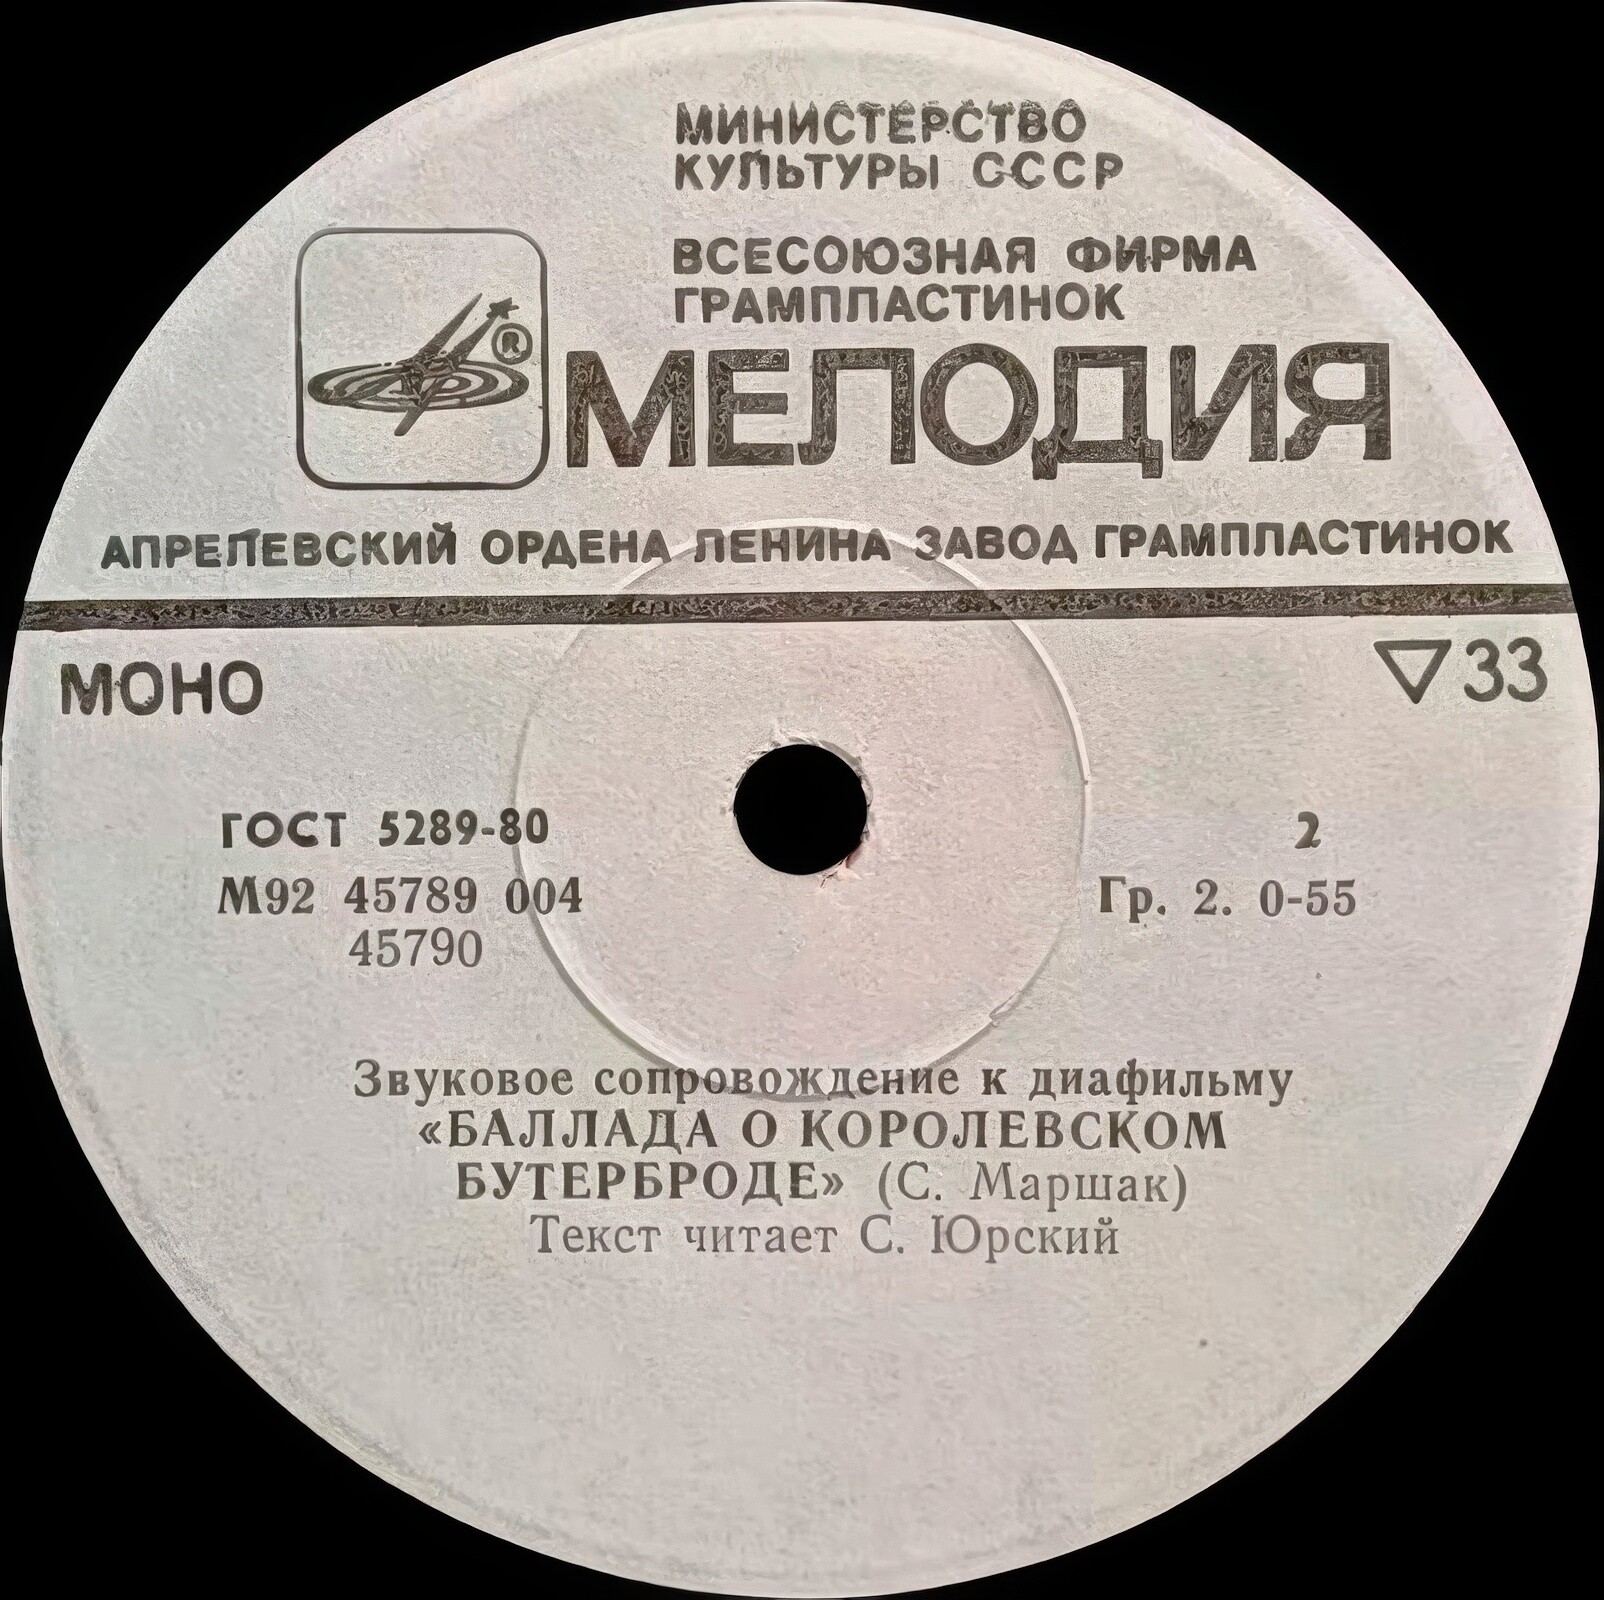 МИНИСТЕРСТВО
КУЛЬТУРЫ СССР
ВСЕСОЮЗНАЯ ФИРМА
ГРАМПЛАСТИНОК
®
МЕЛОДИЯ
АПРЕЛЕВСКИЙ ОРДЕНА ЛЕНИНА ЗАВОД ГРАМПЛАСТИНОК
МОНО
▽33
ГОСТ 5289-80
2
М92 45789 004
Гр. 2. 0-55
45790
Звуковое сопровождение к диафильму
«БАЛЛАДА О КОРОЛЕВСКОМ
БУТЕРБРОДЕ» (С. Маршак)
Текст читает С. Юрский